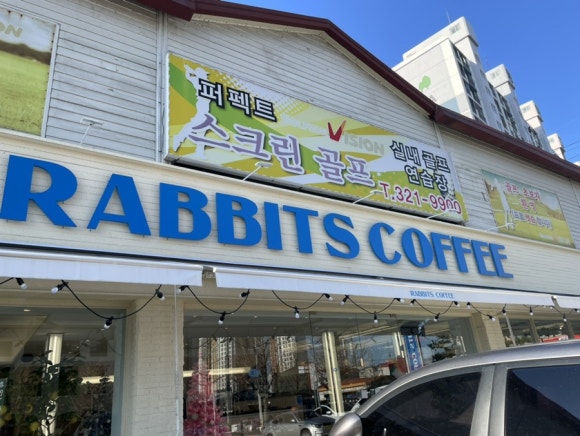 퍼펙트
스크린 골프
VISION
실내 골프
연습장
T.321-9900
RABBITS COFFEE
RABBITS COFFEE